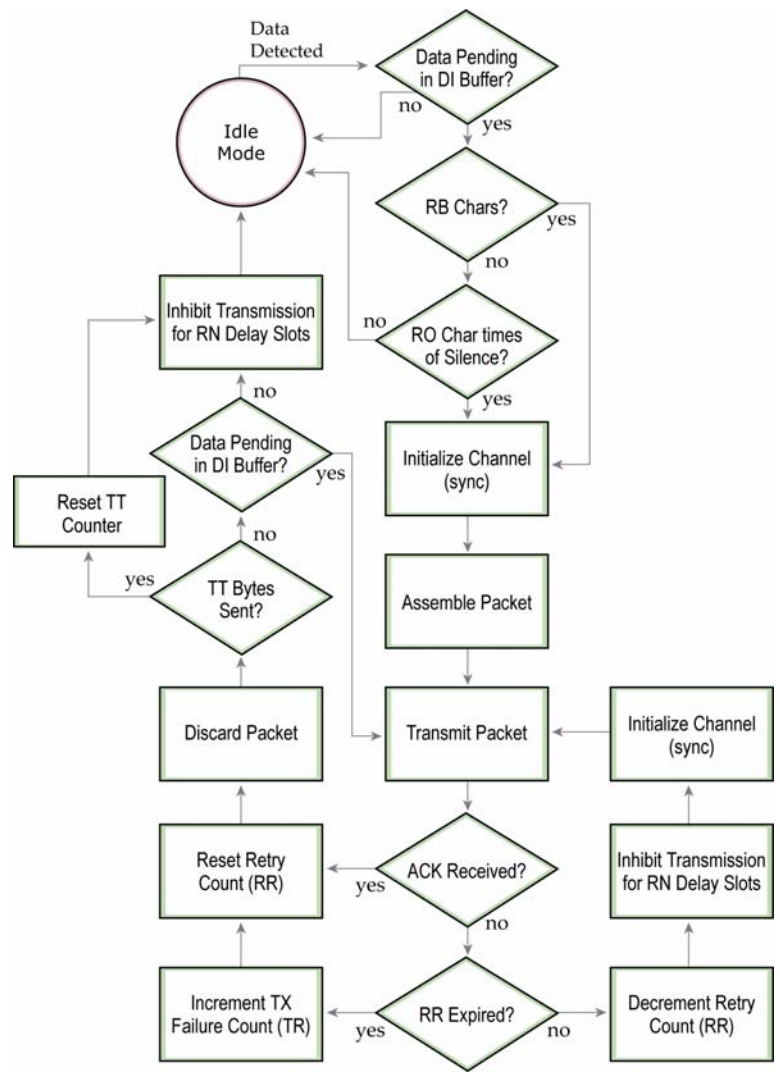 Data
Detected
Data Pending
in DI Buffer?
no
yes
Idle
Mode
RB Chars?
yes
no
Inhibit Transmission
for RN Delay Slots
no
RO Char times
of Silence?
yes
no
Data Pending
in DI Buffer?
yes
Initialize Channel
(sync)
Reset TT
Counter
no
yes
TT Bytes
Sent?
Assemble Packet
Discard Packet
Transmit Packet
Initialize Channel
(sync)
Reset Retry
Count (RR)
yes
ACK Received?
no
Inhibit Transmission
for RN Delay Slots
Increment TX
Failure Count (TR)
yes
RR Expired?
no
Decrement Retry
Count (RR)